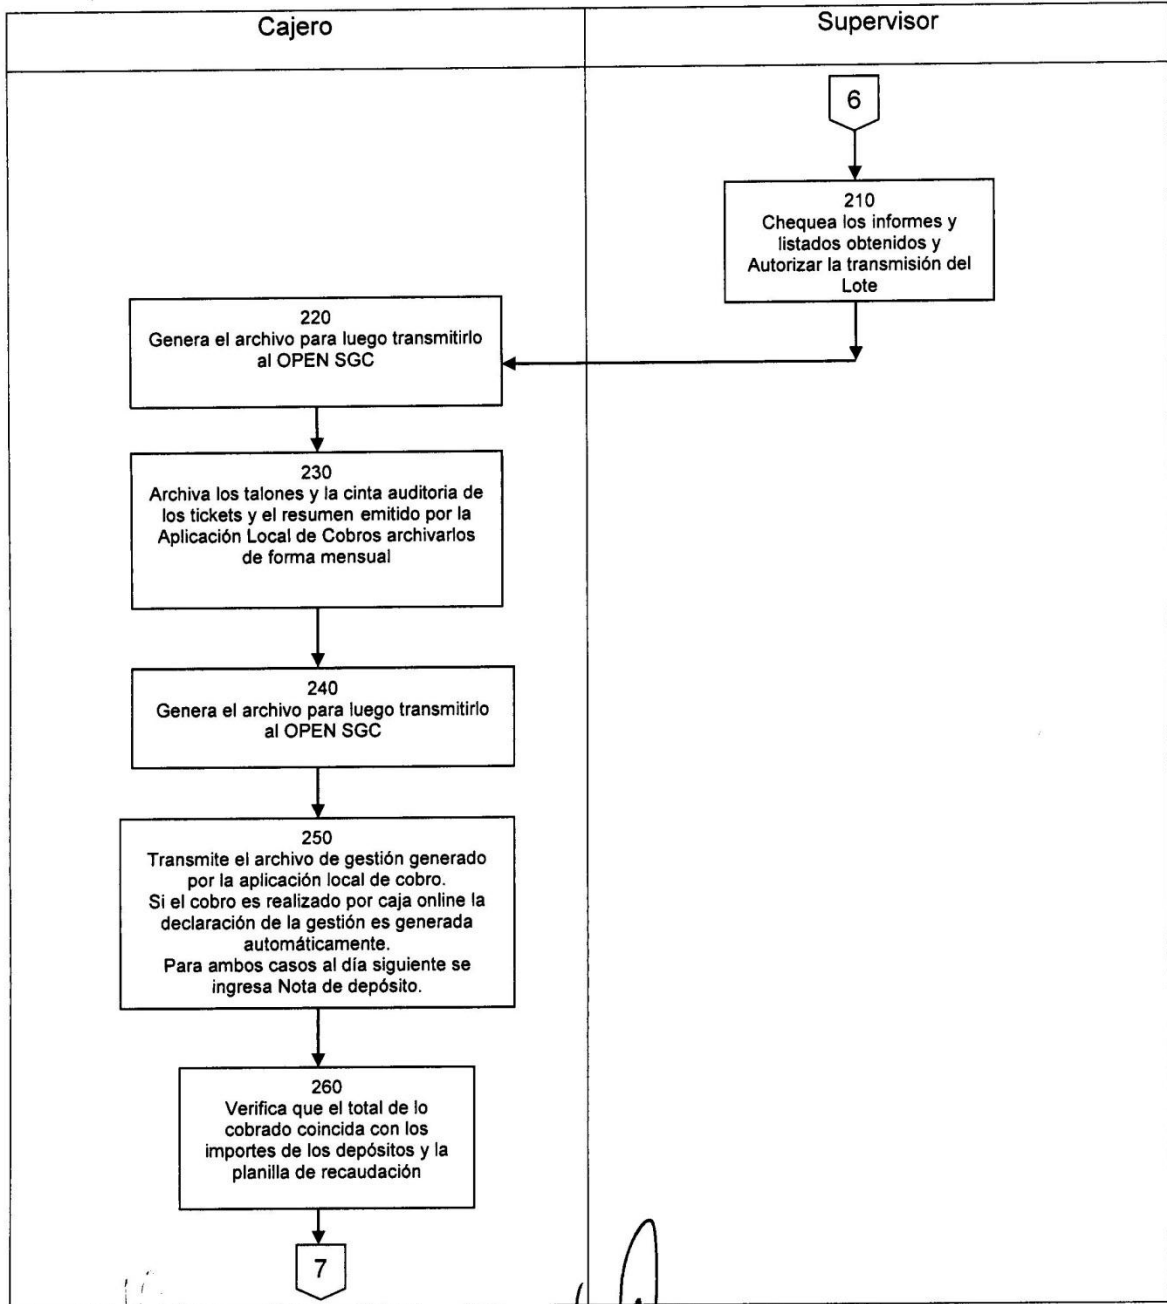 Cajero
Supervisor
6
210
Chequea los informes y
listados obtenidos y
Autorizar la transmisión del
Lote
220
Genera el archivo para luego transmitirlo
al OPEN SGC
230
Archiva los talones y la cinta auditoria de
los tickets y el resumen emitido por la
Aplicación Local de Cobros archivarlos
de forma mensual
240
Genera el archivo para luego transmitirlo
al OPEN SGC
250
Transmite el archivo de gestión generado
por la aplicación local de cobro.
Si el cobro es realizado por caja online la
declaración de la gestión es generada
automáticamente.
Para ambos casos al día siguiente se
ingresa Nota de depósito.
260
Verifica que el total de lo
cobrado coincida con los
importes de los depósitos y la
planilla de recaudación
7